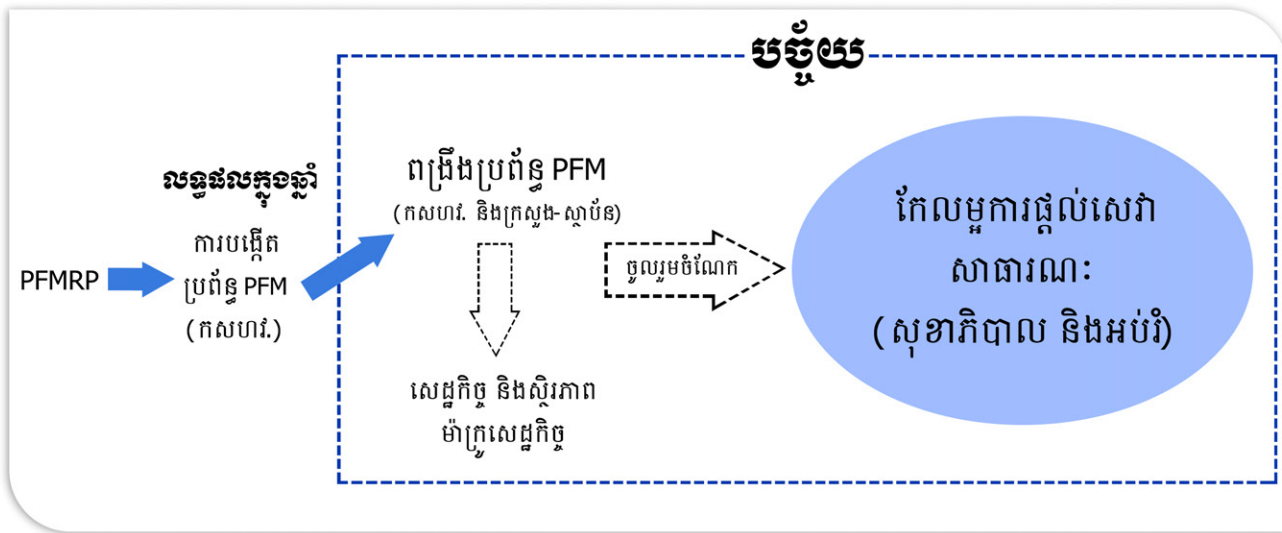 បច្ច័យ
លទ្ធផលក្នុងឆ្នាំ
PFMRP
ការបង្កើត
ប្រព័ន្ធ PFM
(កសហវ.)
ពង្រឹងប្រព័ន្ធ PFM
(កសហវ. និងក្រសួង-ស្ថាប័ន)
ចូលរួមចំណែក
សេដ្ឋកិច្ច និងស្ថិរភាព
ម៉ាក្រូសេដ្ឋកិច្ច
កែលម្អការផ្តល់សេវា
សាធារណៈ
(សុខាភិបាល និងអប់រំ)